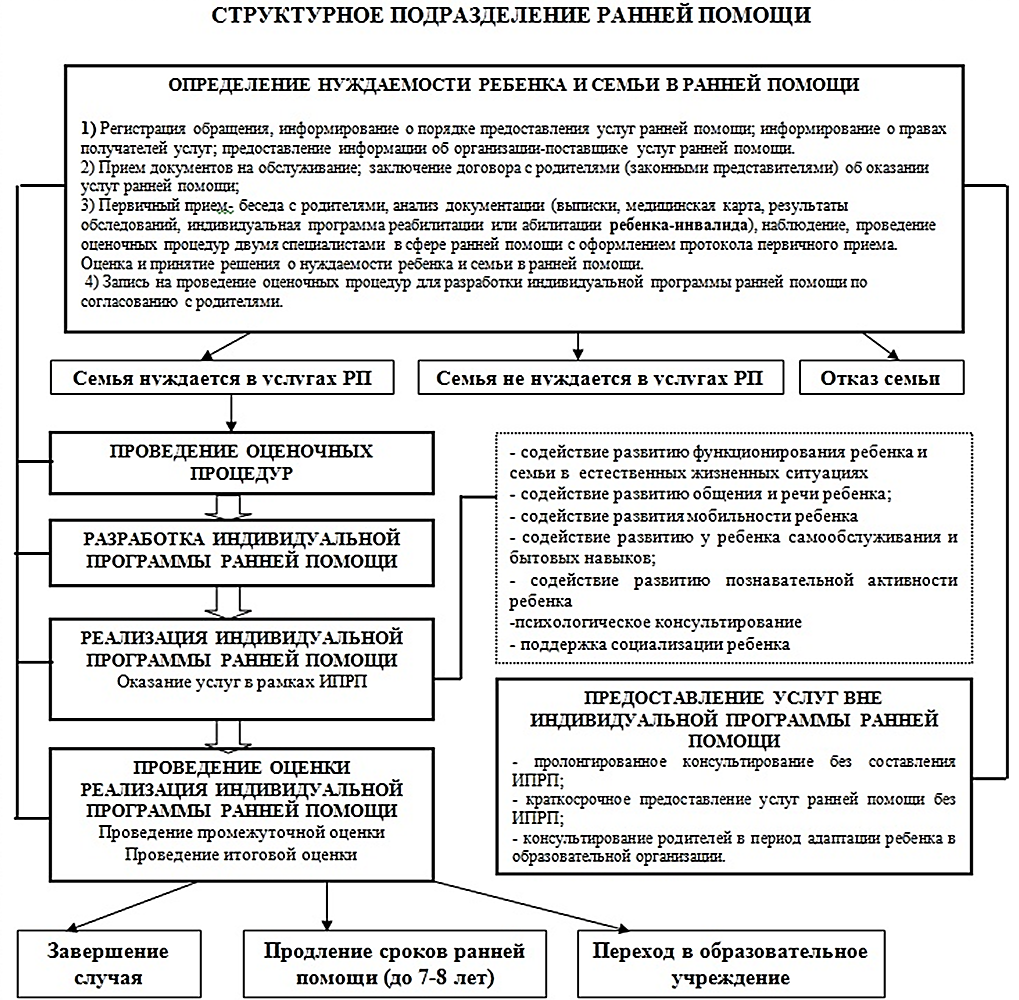 СТРУКТУРНОЕ ПОДРАЗДЕЛЕНИЕ РАННЕЙ ПОМОЩИ
ОПРЕДЕЛЕНИЕ НУЖДАЕМОСТИ РЕБЕНКА И СЕМЬИ В РАННЕЙ ПОМОЩИ
1) Регистрация обращения, информирование о порядке предоставления услуг ранней помощи; информирование о правах
получателей услуг; предоставление информации об организации-поставщике услуг ранней помощи.
2) Прием документов на обслуживание; заключение договора с родителями (законными представителями) об оказании
услуг ранней помощи;
3) Первичный прием- беседа с родителями, анализ документации (выписки, медицинская карта, результаты
обследований, индивидуальная программа реабилитации или абилитации ребенка-инвалида), наблюдение, проведение
оценочных процедур двумя специалистами в сфере ранней помощи с оформлением протокола первичного приема.
Оценка и принятие решения о нуждаемости ребенка и семьи в ранней помощи.
4) Запись на проведение оценочных процедур для разработки индивидуальной программы ранней помощи по
согласованию с родителями.
Семья нуждается в услугах РП
Семья не нуждается в услугах РП
Отказ семьи
ПРОВЕДЕНИЕ ОЦЕНОЧНЫХ
ПРОЦЕДУР
РАЗРАБОТКА ИНДИВИДУАЛЬНОЙ
ПРОГРАММЫ РАННЕЙ ПОМОЩИ
РЕАЛИЗАЦИЯ ИНДИВИДУАЛЬНОЙ
ПРОГРАММЫ РАННЕЙ ПОМОЩИ
Оказание услуг в рамках ИПРП
ПРОВЕДЕНИЕ ОЦЕНКИ
РЕАЛИЗАЦИЯ ИНДИВИДУАЛЬНОЙ
ПРОГРАММЫ РАННЕЙ ПОМОЩИ
Проведение промежуточной оценки
Проведение итоговой оценки
- содействие развитию функционирования ребенка и
семьи в естественных жизненных ситуациях
- содействие развитию общения и речи ребенка;
- содействие развития мобильности ребенка
- содействие развитию у ребенка самообслуживания и
бытовых навыков;
- содействие развитию познавательной активности
ребенка
-психологическое консультирование
- поддержка социализации ребенка
ПРЕДОСТАВЛЕНИЕ УСЛУГ ВНЕ
ИНДИВИДУАЛЬНОЙ ПРОГРАММЫ РАННЕЙ
ПОМОЩИ
- пролонгированное консультирование без составления
ИПРП;
- краткосрочное предоставление услуг ранней помощи без
ИПРП;
- консультирование родителей в период адаптации ребенка в
образовательной организации.
Завершение
случая
Продление сроков ранней
помощи (до 7-8 лет)
Переход в образовательное
учреждение